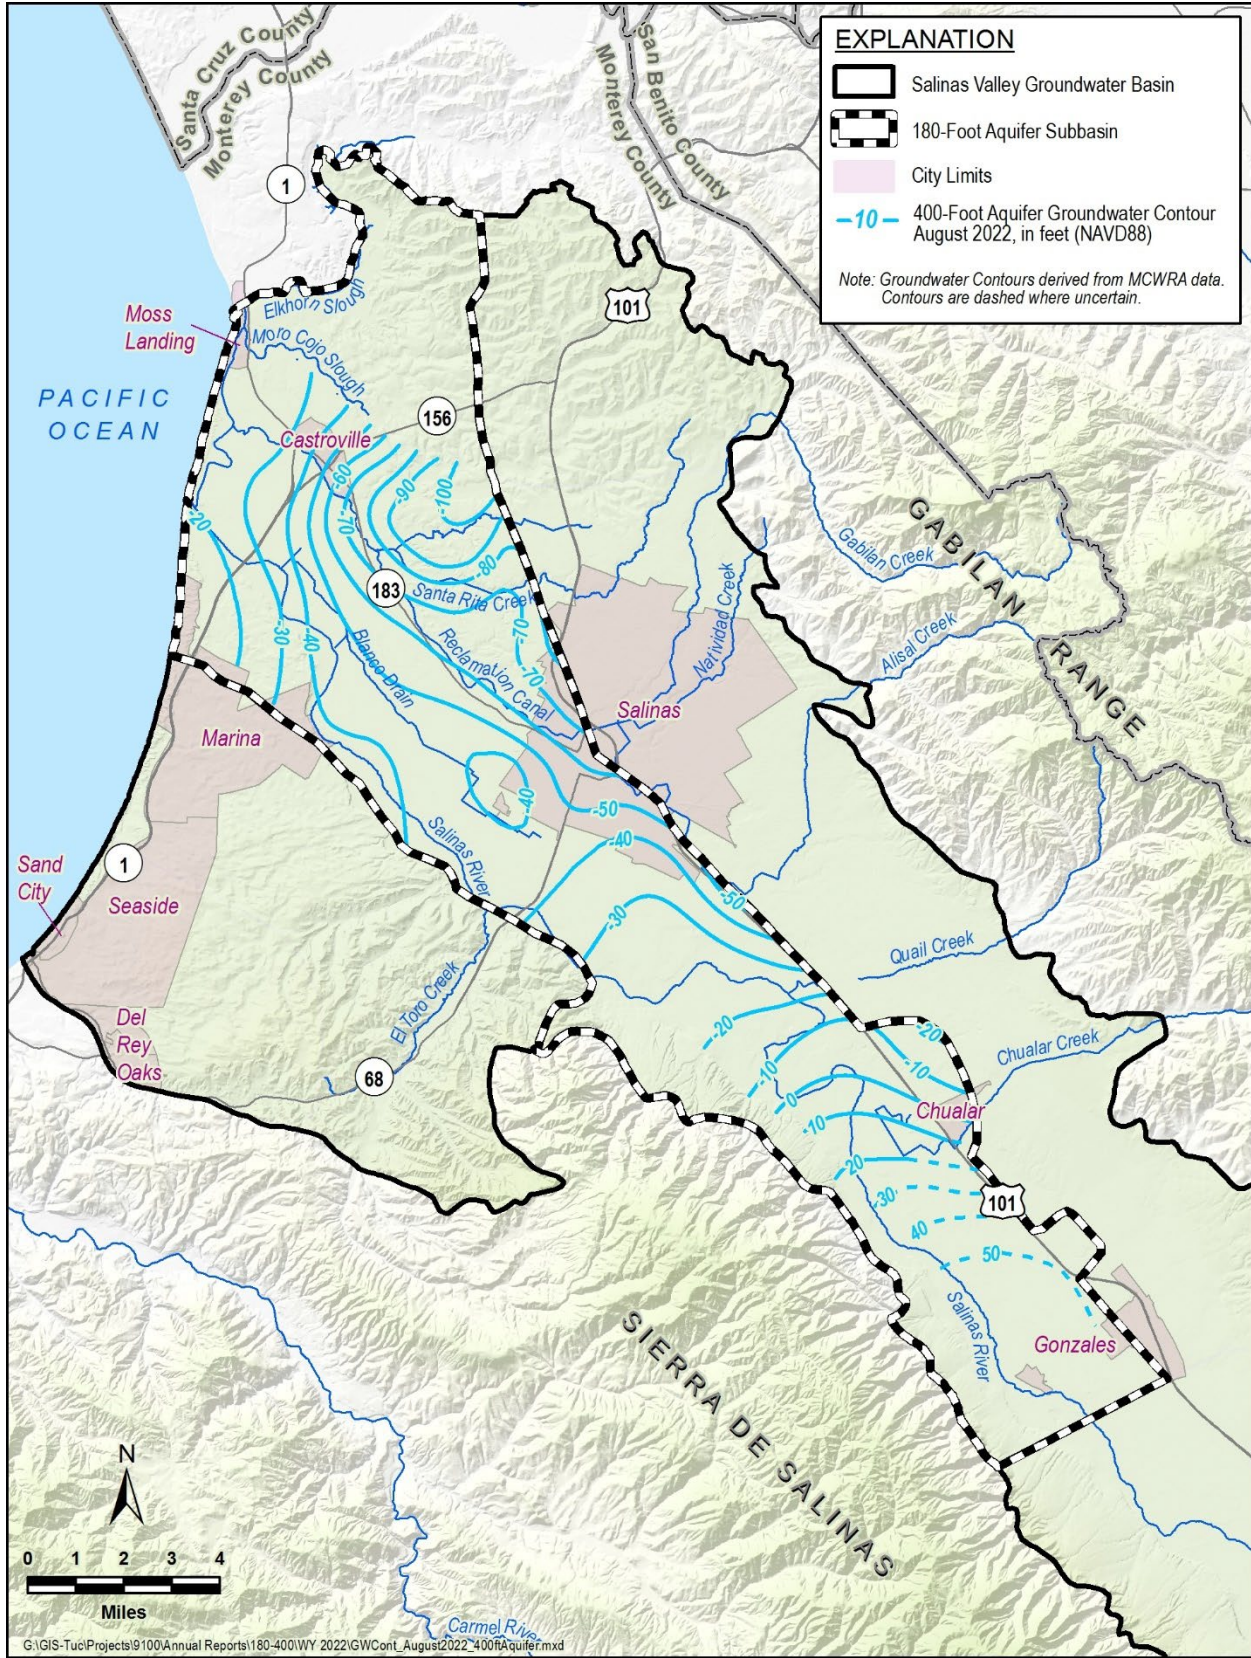 EXPLANATION
Salinas Valley Groundwater Basin
180-Foot Aquifer Subbasin
City Limits
-10
400-Foot Aquifer Groundwater Contour
August 2022, in feet (NAVD88)
Note: Groundwater Contours derived from MCWRA data.
Contours are dashed where uncertain.
Santa Cruz County
Monterey County
San Benito County
Monterey County
1
101
Elkhorn Slough
Moss
Landing
Moro Cojo Slough
PACIFIC
OCEAN
156
Castroville
-60
-70
-90
-100
-20
GABILAN
RANGE
Gabilan Creek
-80
183
Santa Rita Creek
Natividad Creek
-30
-40
-70
-70
Blanco Drain
Reclamation Canal
Alisal Creek
Salinas
Marina
-40
-50
-40
Salinas River
1
Sand
City
Seaside
-50
-30
Quail Creek
El Toro Creek
Del
Rey
Oaks
-20
-20
Chualar Creek
68
-10
-10
0
Chualar
10
20
30
101
40
50
Salinas River
Gonzales
SIERRA DE SALINAS
N
0 1 2 3 4
Miles
Carmel River
G:\GIS-Tuc\Projects\9100\Annual Reports\180-400\WY 2022\GWCont_August2022_400ftAquifer.mxd